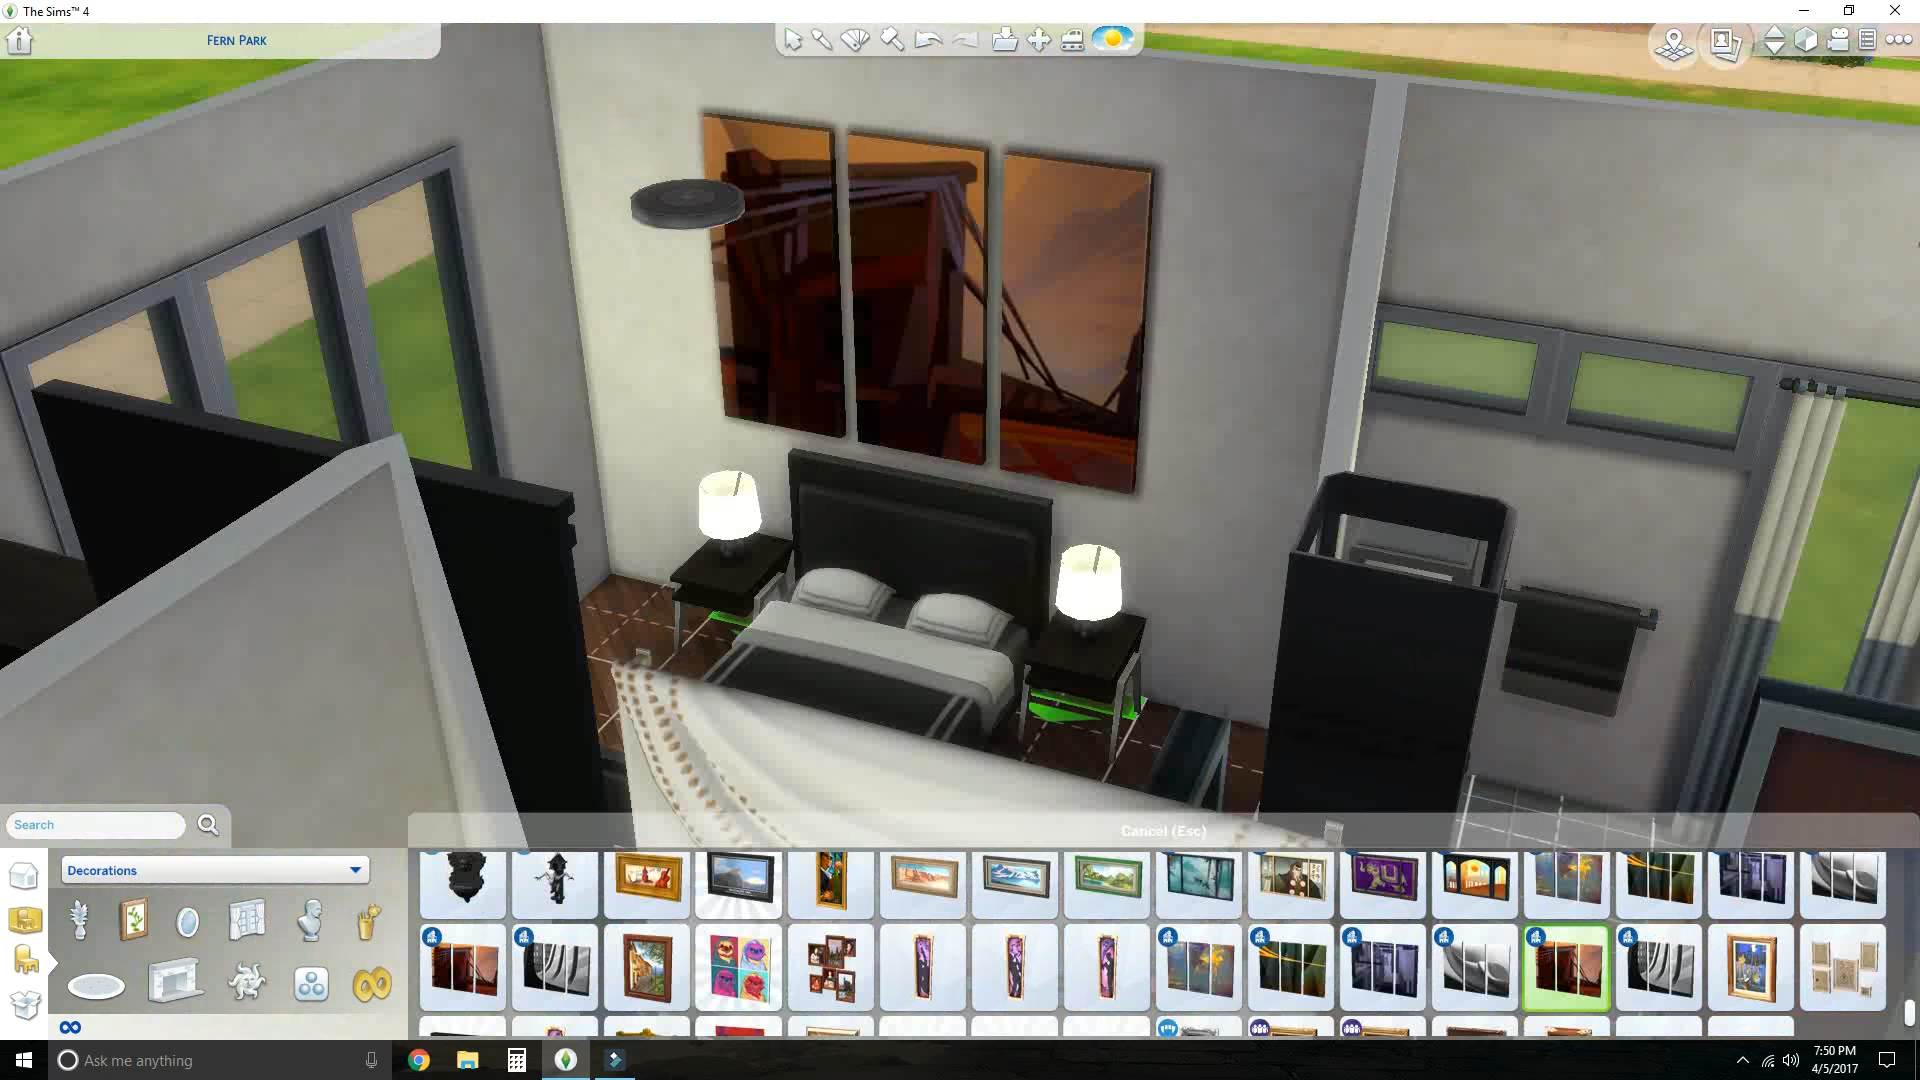 The Sims™ 4
FERN PARK
Cancel (Esc)
Search
Decorations
Ask me anything
7:50 PM
4/5/2017